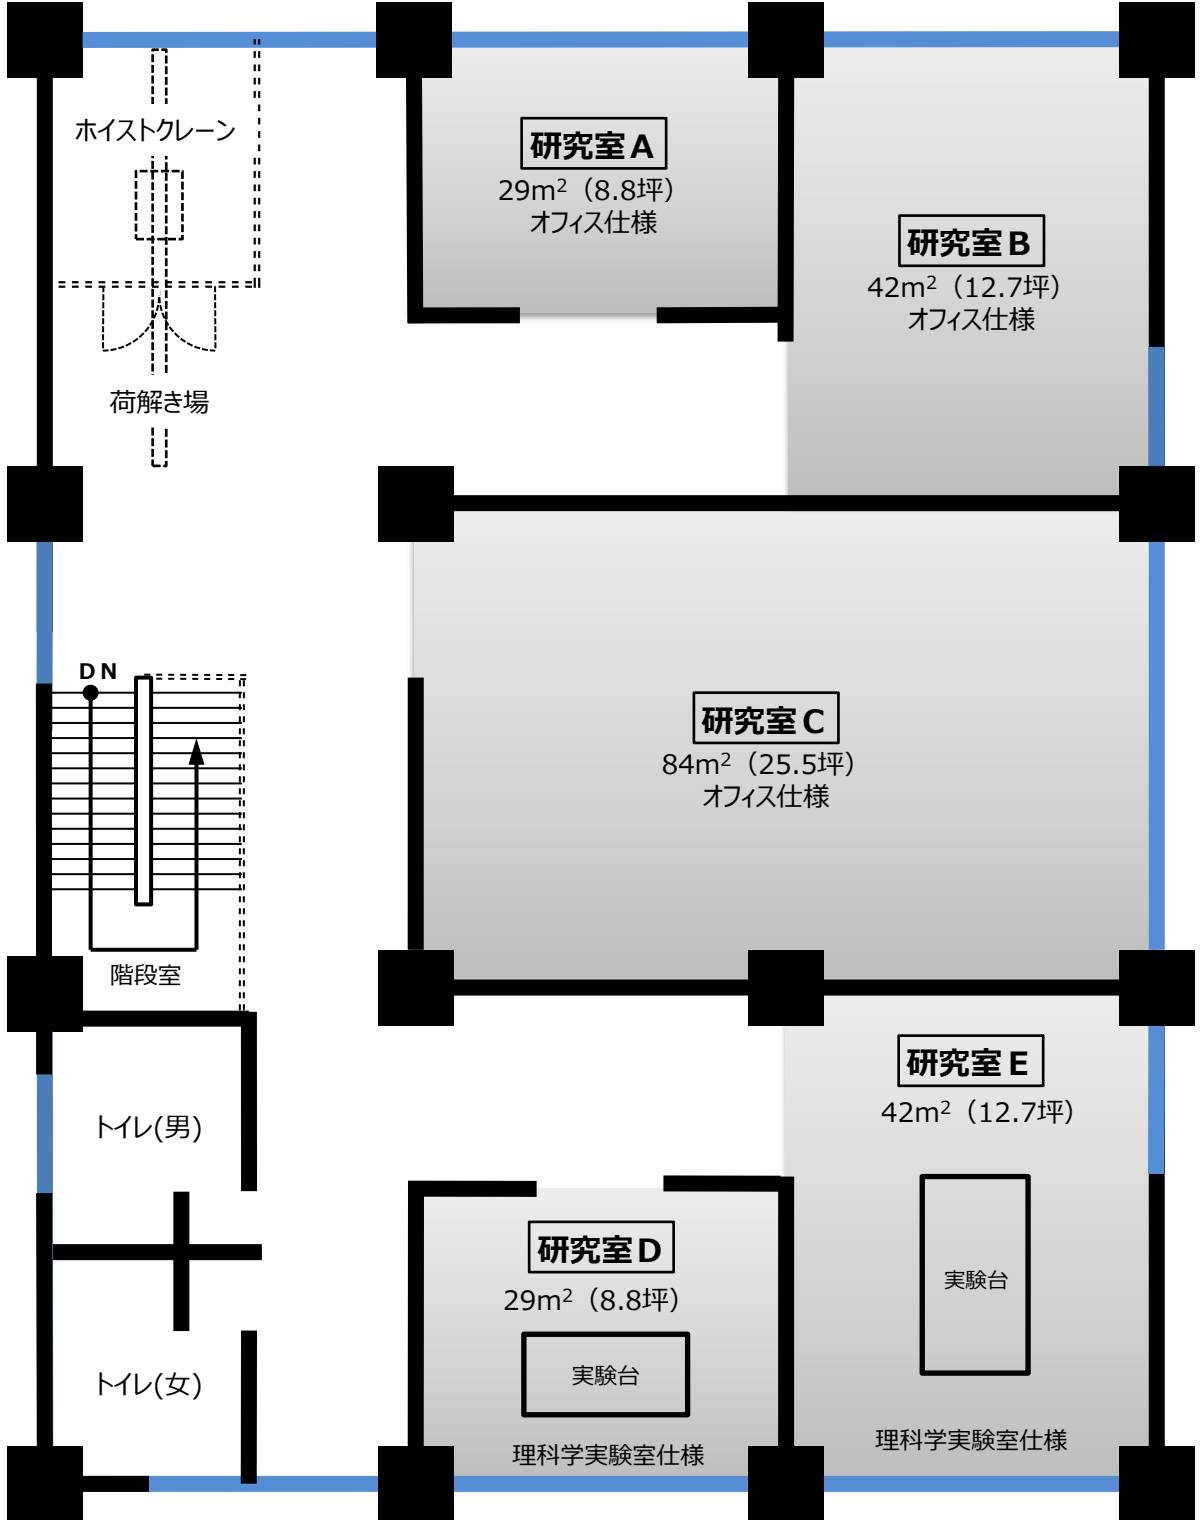 ホイストクレーン
荷解き場
研究室A
29m²（8.8坪）
オフィス仕様
研究室B
42m²（12.7坪）
オフィス仕様
DN
階段室
研究室C
84m²（25.5坪）
オフィス仕様
トイレ(男)
トイレ(女)
研究室D
29m²（8.8坪）
実験台
理科学実験室仕様
研究室E
42m²（12.7坪）
実験台
理科学実験室仕様